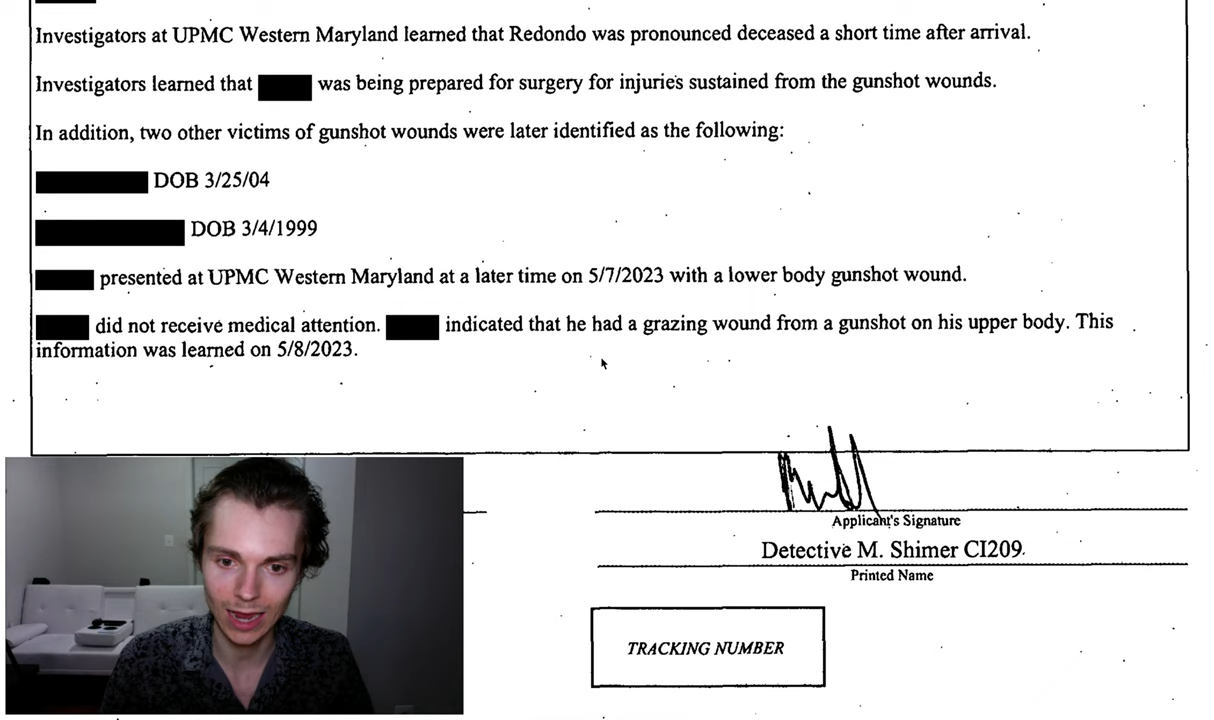 Investigators at UPMC Western Maryland learned that Redondo was pronounced deceased a short time after arrival.
Investigators learned that was being prepared for surgery for injuries sustained from the gunshot wounds.
In addition, two other victims of gunshot wounds were later identified as the following:
DOB 3/25/04
DOB 3/4/1999
presented at UPMC Western Maryland at a later time on 5/7/2023 with a lower body gunshot wound.
did not receive medical attention. indicated that he had a grazing wound from a gunshot on his upper body. This
information was learned on 5/8/2023.
Applicant's Signature
Detective M. Shimer CI209
Printed Name
TRACKING NUMBER